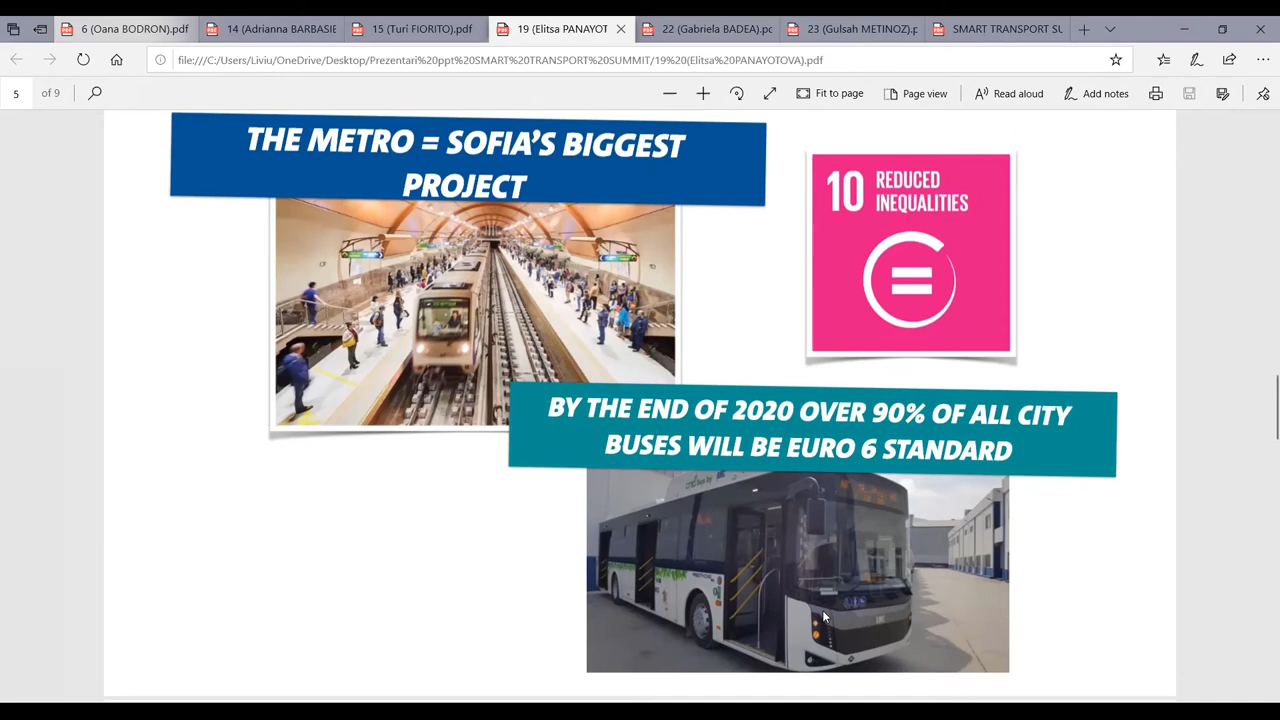 6 (Oana BODRON).pdf
14 (Adrianna BARBASIE
15 (Turi FIORITO).pdf
19 (Elitsa PANAYOT
22 (Gabriela BADEA).pc
23 (Gulsah METINOZ).p
SMART TRANSPORT SU
file:///C:/Users/Liviu/OneDrive/Desktop/Prezentari%20ppt%20SMART%20TRANSPORT%20SUMMIT/19%20(Elitsa%20PANAYOTOVA).pdf
5 of 9
Fit to page
Page view
Read aloud
Add notes
THE METRO = SOFIA'S BIGGEST
PROJECT
10 REDUCED
INEQUALITIES
BY THE END OF 2020 OVER 90% OF ALL CITY
BUSES WILL BE EURO 6 STANDARD